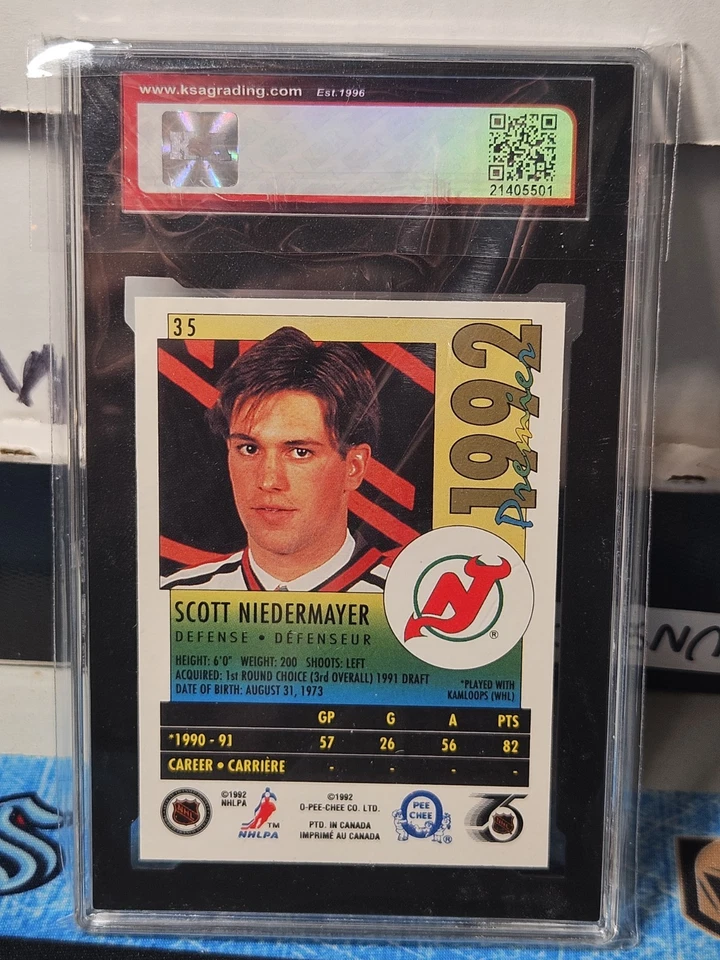 www.ksagrading.com Est.1996
K
21405501
35
1992
Premier
SCOTT NIEDERMAYER
DEFENSE • DÉFENSEUR
HEIGHT: 6'0" WEIGHT: 200 SHOOTS: LEFT
ACQUIRED: 1st ROUND CHOICE (3rd OVERALL) 1991 DRAFT
DATE OF BIRTH: AUGUST 31, 1973
*PLAYED WITH
KAMLOOPS (WHL)
®
GP G A PTS
*1990 - 91 57 26 56 82
CAREER • CARRIÈRE - - - -
NHL
©1992
NHLPA
TM
NHLPA
©1992
O-PEE-CHEE CO. LTD.
PTD. IN CANADA
IMPRIMÉ AU CANADA
O
PEE
CHEE
®
75